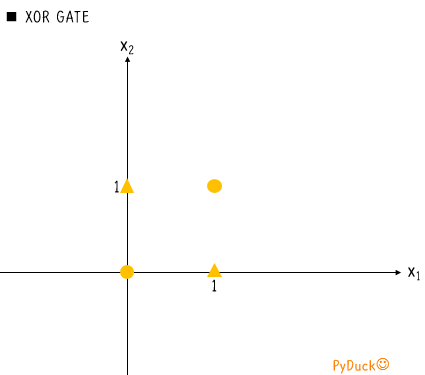 ■ XOR GATE
x₂
1
1
x₁
PyDuck☺